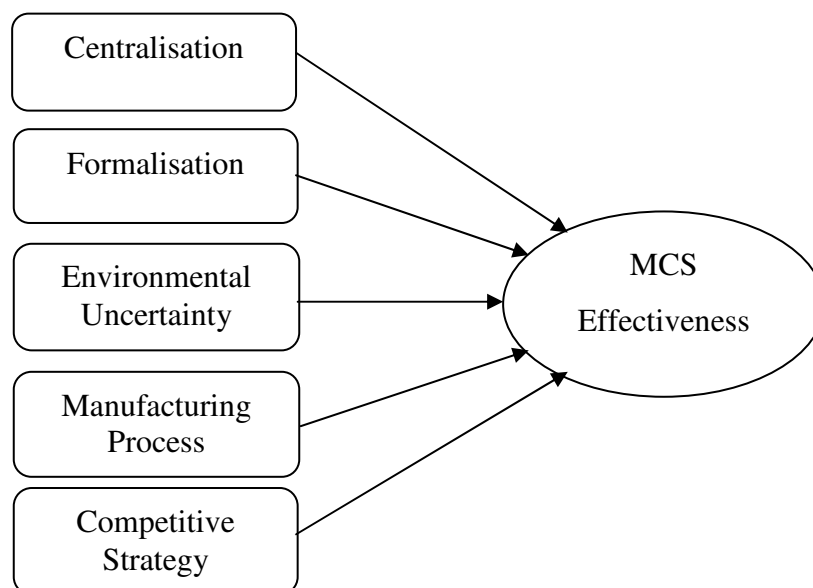 Centralisation
Formalisation
Environmental
Uncertainty
Manufacturing
Process
Competitive
Strategy
MCS
Effectiveness